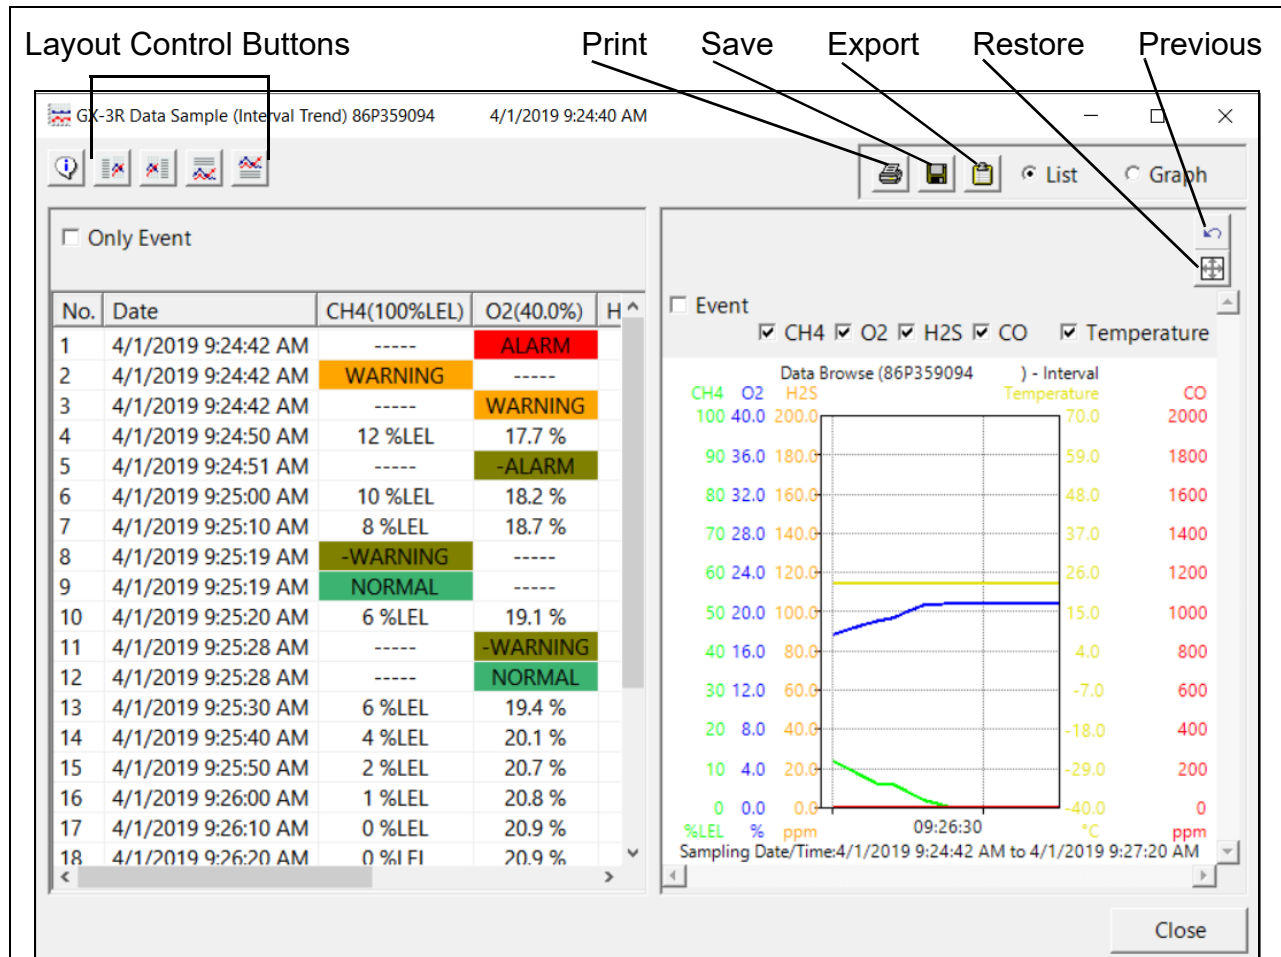 Layout Control Buttons Print Save Export Restore Previous
GX-3R Data Sample (Interval Trend) 86P359094 4/1/2019 9:24:40 AM
List Graph
Only Event
No. Date CH4(100%LEL) O2(40.0%) H
1 4/1/2019 9:24:42 AM ----- ALARM
2 4/1/2019 9:24:42 AM WARNING -----
3 4/1/2019 9:24:42 AM ----- WARNING
4 4/1/2019 9:24:50 AM 12 %LEL 17.7 %
5 4/1/2019 9:24:51 AM ----- -ALARM
6 4/1/2019 9:25:00 AM 10 %LEL 18.2 %
7 4/1/2019 9:25:10 AM 8 %LEL 18.7 %
8 4/1/2019 9:25:19 AM -WARNING -----
9 4/1/2019 9:25:19 AM NORMAL -----
10 4/1/2019 9:25:20 AM 6 %LEL 19.1 %
11 4/1/2019 9:25:28 AM ----- -WARNING
12 4/1/2019 9:25:28 AM ----- NORMAL
13 4/1/2019 9:25:30 AM 6 %LEL 19.4 %
14 4/1/2019 9:25:40 AM 4 %LEL 20.1 %
15 4/1/2019 9:25:50 AM 2 %LEL 20.7 %
16 4/1/2019 9:26:00 AM 1 %LEL 20.8 %
17 4/1/2019 9:26:10 AM 0 %LEL 20.9 %
18 4/1/2019 9:26:20 AM 0 %LEL 20.9 %
Event
CH4 O2 H2S CO Temperature
Data Browse (86P359094 ) - Interval
CH4 O2 H2S Temperature CO
100 40.0 200.0 70.0 2000
90 36.0 180.0 59.0 1800
80 32.0 160.0 48.0 1600
70 28.0 140.0 37.0 1400
60 24.0 120.0 26.0 1200
50 20.0 100.0 15.0 1000
40 16.0 80.0 4.0 800
30 12.0 60.0 -7.0 600
20 8.0 40.0 -18.0 400
10 4.0 20.0 -29.0 200
0 0.0 0.0 -40.0 0
%LEL % ppm 09:26:30 °C ppm
Sampling Date/Time:4/1/2019 9:24:42 AM to 4/1/2019 9:27:20 AM
Close